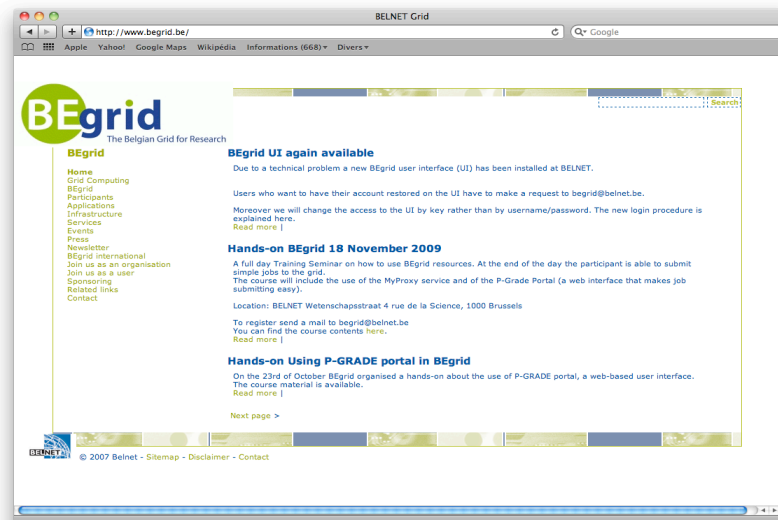 BELNET Grid
http://www.begrid.be/
Google
Apple Yahoo! Google Maps Wikipédia Informations (668) Divers
BEgrid
The Belgian Grid for Research
Search
BEgrid
Home
Grid Computing
BEgrid
Participants
Applications
Infrastructure
Services
Events
Press
Newsletter
BEgrid international
Join us as an organisation
Join us as a user
Sponsoring
Related links
Contact
BEgrid UI again available
Due to a technical problem a new BEgrid user interface (UI) has been installed at BELNET.
Users who want to have their account restored on the UI have to make a request to begrid@belnet.be.
Moreover we will change the access to the UI by key rather than by username/password. The new login procedure is
explained here.
Read more |
Hands-on BEgrid 18 November 2009
A full day Training Seminar on how to use BEgrid resources. At the end of the day the participant is able to submit
simple jobs to the grid.
The course will include the use of the MyProxy service and of the P-Grade Portal (a web interface that makes job
submitting easy).
Location: BELNET Wetenschapsstraat 4 rue de la Science, 1000 Brussels
To register send a mail to begrid@belnet.be
You can find the course contents here.
Read more |
Hands-on Using P-GRADE portal in BEgrid
On the 23rd of October BEgrid organised a hands-on about the use of P-GRADE portal, a web-based user interface.
The course material is available.
Read more |
Next page >
BELNET
© 2007 Belnet - Sitemap - Disclaimer - Contact